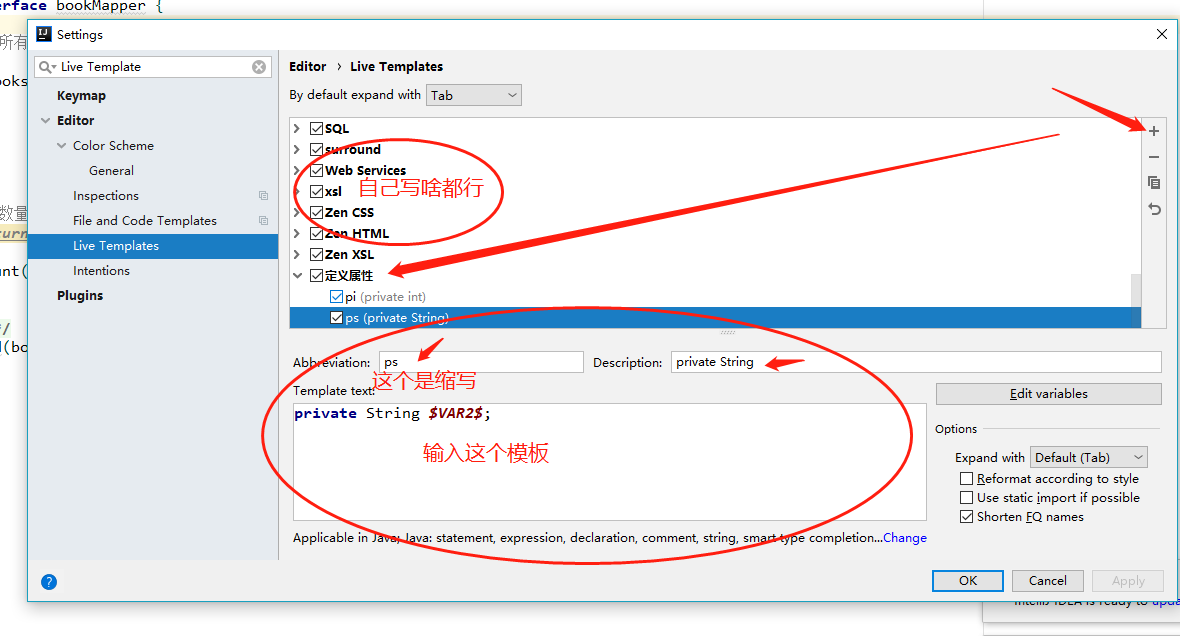 erface bookMapper {
Settings
所有
Live Template
Editor › Live Templates
ooks
Keymap
By default expand with Tab
Editor
SQL
Color Scheme
surround
General
Web Services
自己写啥都行
xsl
Inspections
Zen CSS
数量
File and Code Templates
Zen HTML
turn
Live Templates
Zen XSL
unt(
Intentions
定义属性
Plugins
pi (private int)
ps (private String)
*/
(bo
Abbreviation: ps
Description: private String
这个是缩写
Template text:
Edit variables
private String $VAR2$;
Options
输入这个模板
Expand with Default (Tab)
Reformat according to style
Use static import if possible
Shorten FQ names
Applicable in Java; Java: statement, expression, declaration, comment, string, smart type completion...Change
?
OK
Cancel
Apply
IntelliJ IDEA is ready to upda